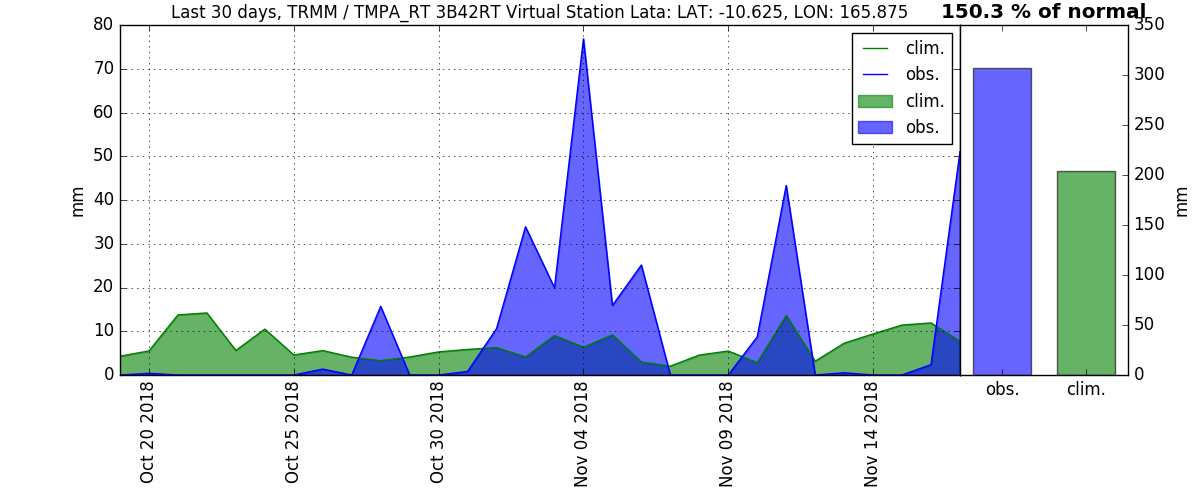 Last 30 days, TRMM / TMPA_RT 3B42RT Virtual Station Lata: LAT: -10.625, LON: 165.875
150.3 % of normal
80
70
60
50
40
30
20
10
0
mm
clim.
obs.
clim.
obs.
Oct 20 2018
Oct 25 2018
Oct 30 2018
Nov 04 2018
Nov 09 2018
Nov 14 2018
350
300
250
200
150
100
50
0
mm
obs.
clim.